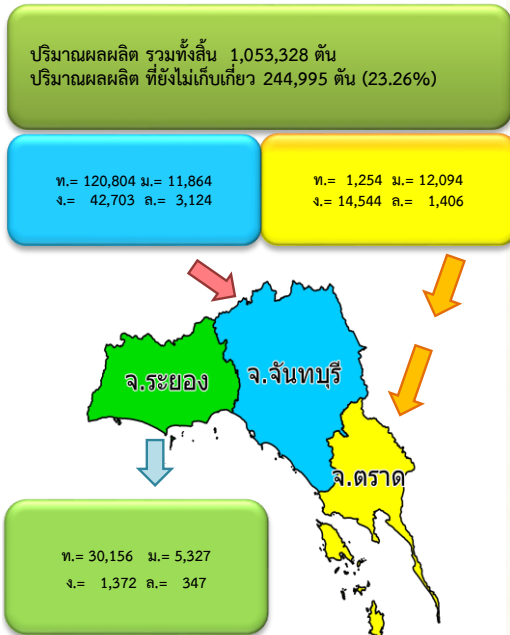 ปริมาณผลผลิต รวมทั้งสิ้น 1,053,328 ตัน
ปริมาณผลผลิต ที่ยังไม่เก็บเกี่ยว 244,995 ตัน (23.26%)
ท.= 120,804 ม.= 11,864
ง.= 42,703 ล.= 3,124
ท.= 1,254 ม.= 12,094
ง.= 14,544 ล.= 1,406
จ.ระยอง
จ.จันทบุรี
จ.ตราด
ท.= 30,156 ม.= 5,327
ง.= 1,372 ล.= 347